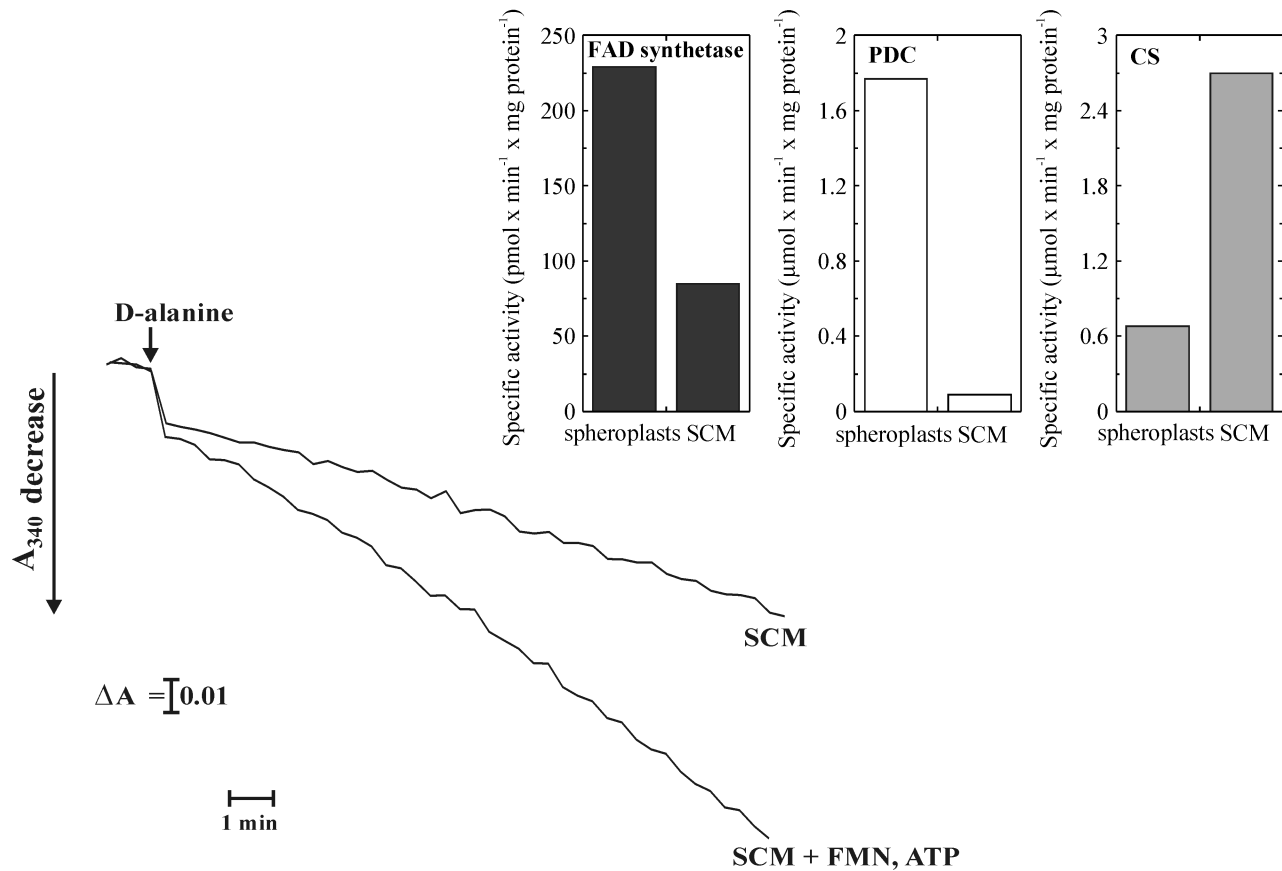 Specific activity (pmol x min⁻¹ x mg protein⁻¹)
250
200
150
100
50
0
FAD synthetase
spheroplasts SCM
Specific activity (µmol x min⁻¹ x mg protein⁻¹)
2
1.6
1.2
0.8
0.4
0
PDC
spheroplasts SCM
Specific activity (µmol x min⁻¹ x mg protein⁻¹)
3
2.4
1.8
1.2
0.6
0
CS
spheroplasts SCM
D-alanine
A₃₄₀ decrease
SCM
ΔA = 0.01
1 min
SCM + FMN, ATP